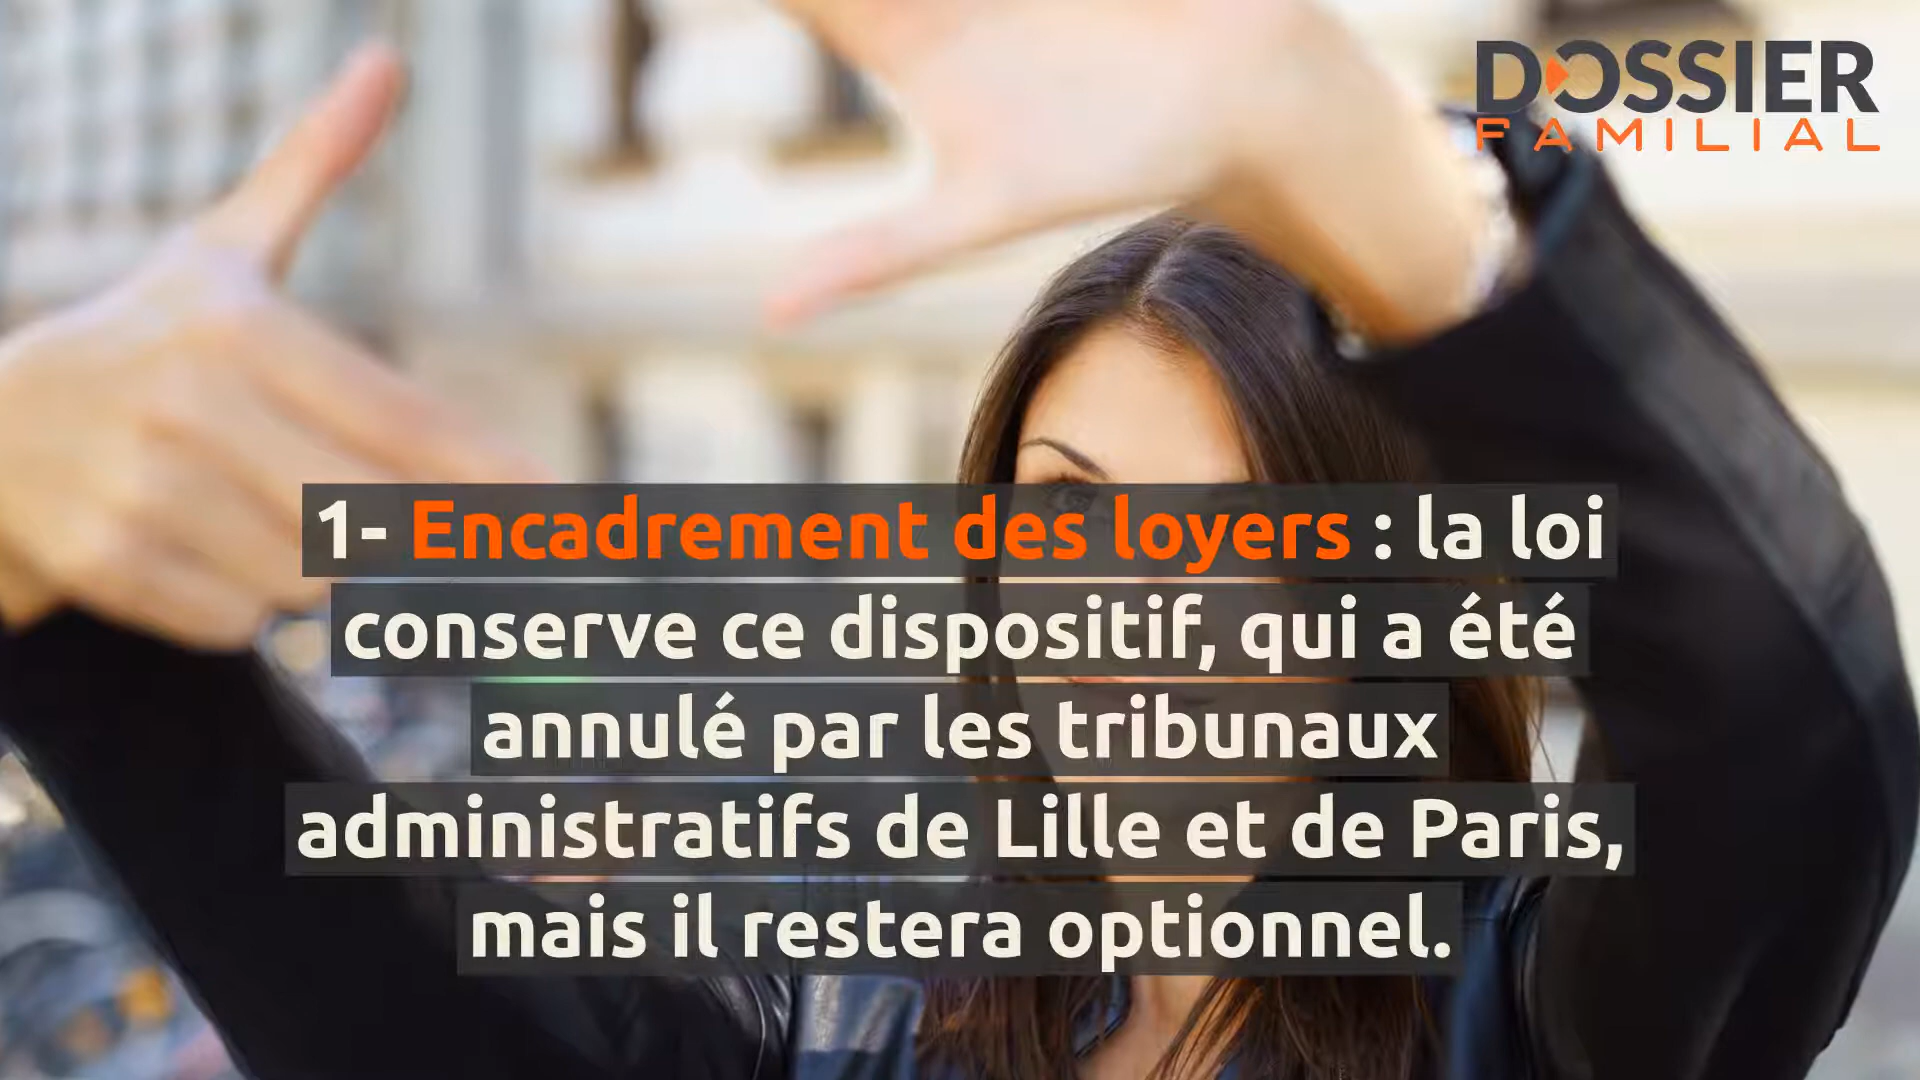 DOSSIER
FAMILIAL
1- Encadrement des loyers : la loi
conserve ce dispositif, qui a été
annulé par les tribunaux
administratifs de Lille et de Paris,
mais il restera optionnel.